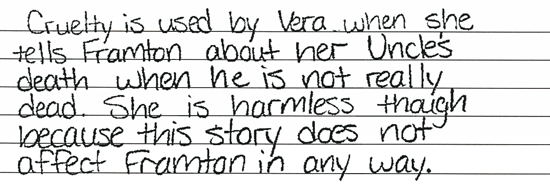 Cruelty is used by Vera when she
tells Framton about her Uncle's
death when he is not really
dead. She is harmless though
because this story does not
affect Framton in any way.